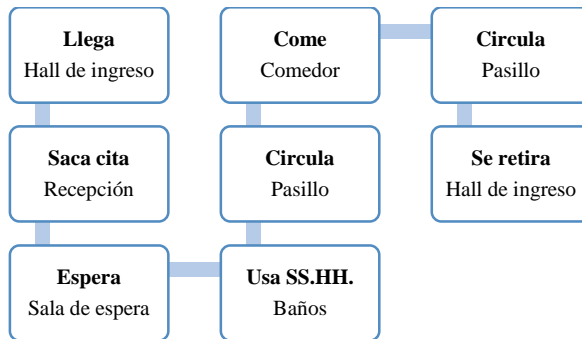 Llega
Hall de ingreso
Saca cita
Recepción
Espera
Sala de espera
Usa SS.HH.
Baños
Circula
Pasillo
Come
Comedor
Circula
Pasillo
Se retira
Hall de ingreso